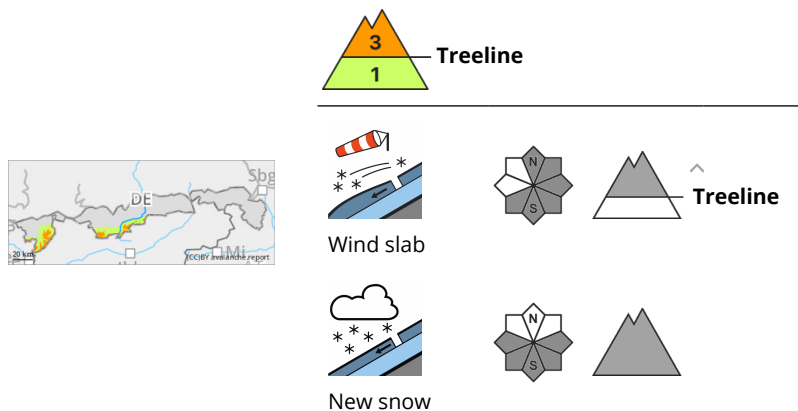 3
Treeline
1
Sbg
DE
Mi
20 km
(CC)BY avalanche.report
N
S
Treeline
Wind slab
N
S
New snow